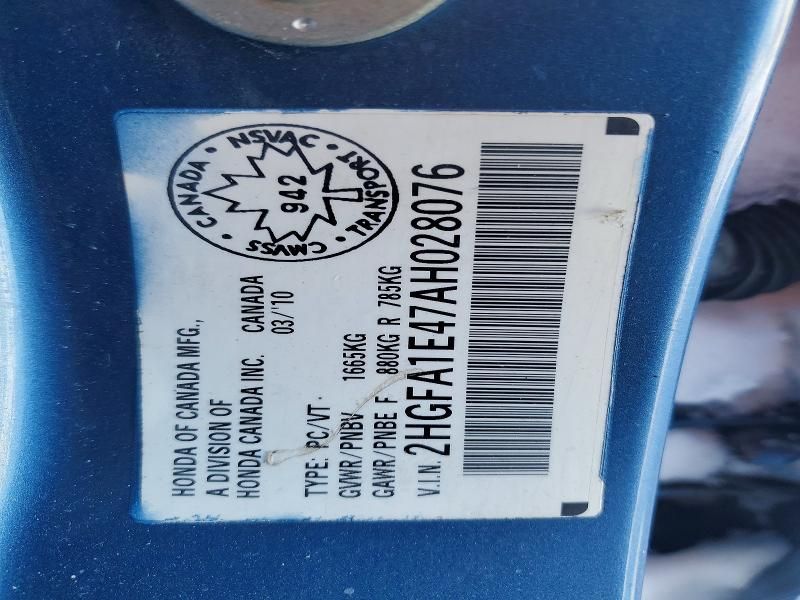 HONDA OF CANADA MFG.,
A DIVISION OF
HONDA CANADA INC. CANADA
03/'10
TYPE: PC/VT
GVWR/PNBV 1665KG
GAWR/PNBE F 880KG R 785KG
V.I.N. 2HGFA1E47AH028076
CANADA · NSVAC · TRANSPORT · CMVSS ·
942